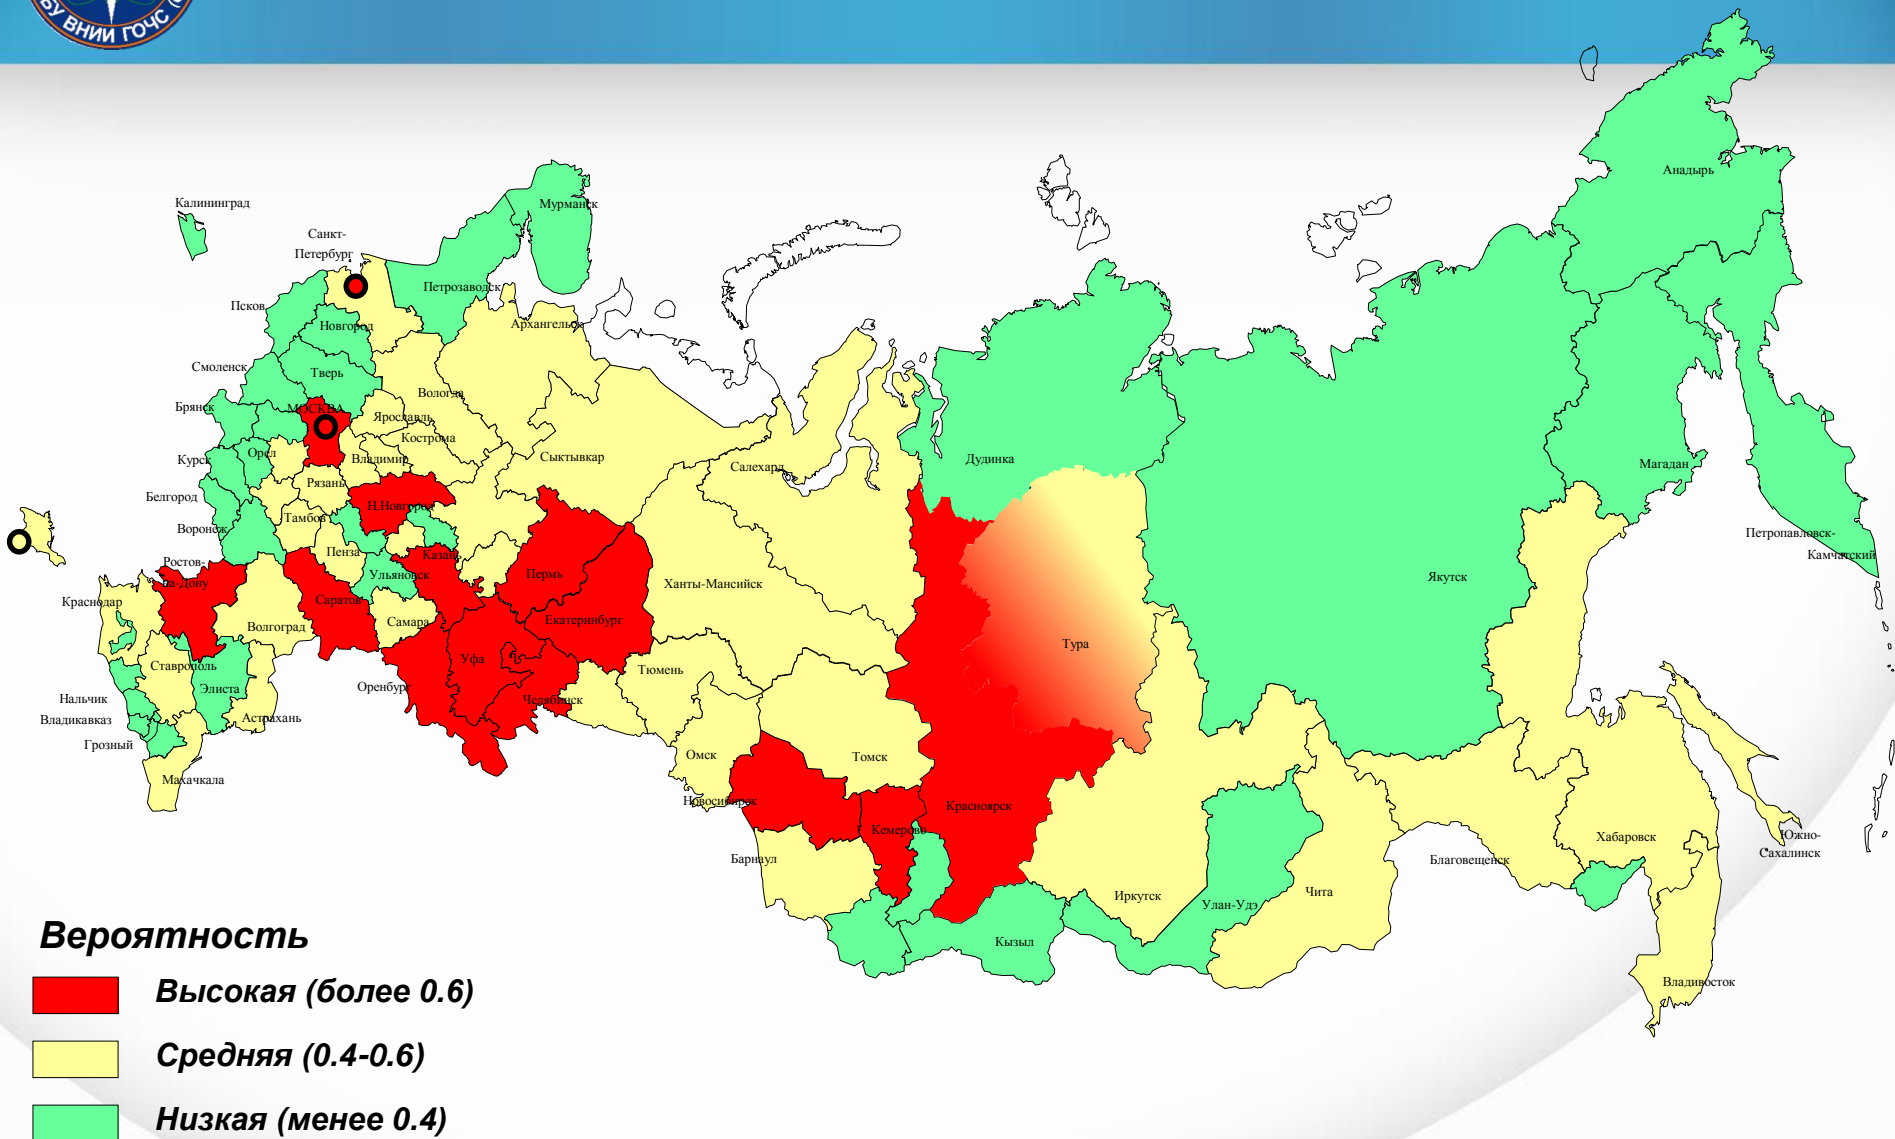 БУ ВНИИ ГОЧС (
Калининград
Санкт-
Петербург
Мурманск
Анадырь
Петрозаводск
Псков
Новгород
Архангельск
Смоленск
Тверь
Вологда
Брянск
МОСКВА
Ярославль
Кострома
Курск
Орел
Владимир
Сыктывкар
Салехард
Дудинка
Магадан
Рязань
Белгород
Н.Новгород
Тамбов
Воронеж
Петропавловск-
Камчатский
Пенза
Казань
Ростов-
на-Дону
Ульяновск
Пермь
Ханты-Мансийск
Якутск
Краснодар
Саратов
Самара
Екатеринбург
Волгоград
Тура
Ставрополь
Уфа
Тюмень
Элиста
Оренбург
Нальчик
Челябинск
Владикавказ
Астрахань
Грозный
Омск
Томск
Махачкала
Новосибирск
Красноярск
Кемерово
Хабаровск
Южно-
Сахалинск
Барнаул
Благовещенск
Иркутск
Улан-Удэ
Чита
Кызыл
Владивосток
Вероятность
Высокая (более 0.6)
Средняя (0.4-0.6)
Низкая (менее 0.4)